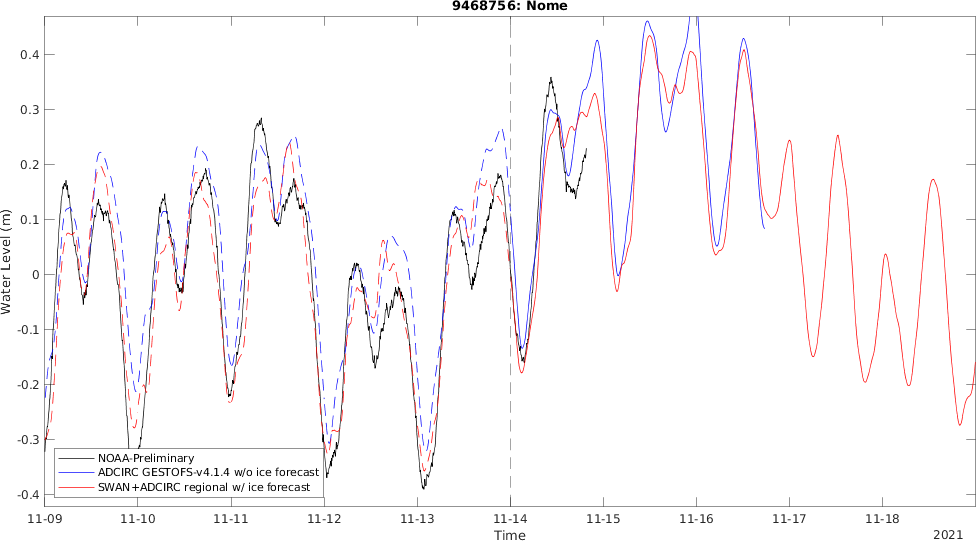 9468756: Nome
0.4
0.3
0.2
0.1
0
-0.1
-0.2
-0.3
-0.4
Water Level (m)
NOAA-Preliminary
ADCIRC GESTOFS-v4.1.4 w/o ice forecast
SWAN+ADCIRC regional w/ ice forecast
11-09 11-10 11-11 11-12 11-13 11-14 11-15 11-16 11-17 11-18
Time
2021